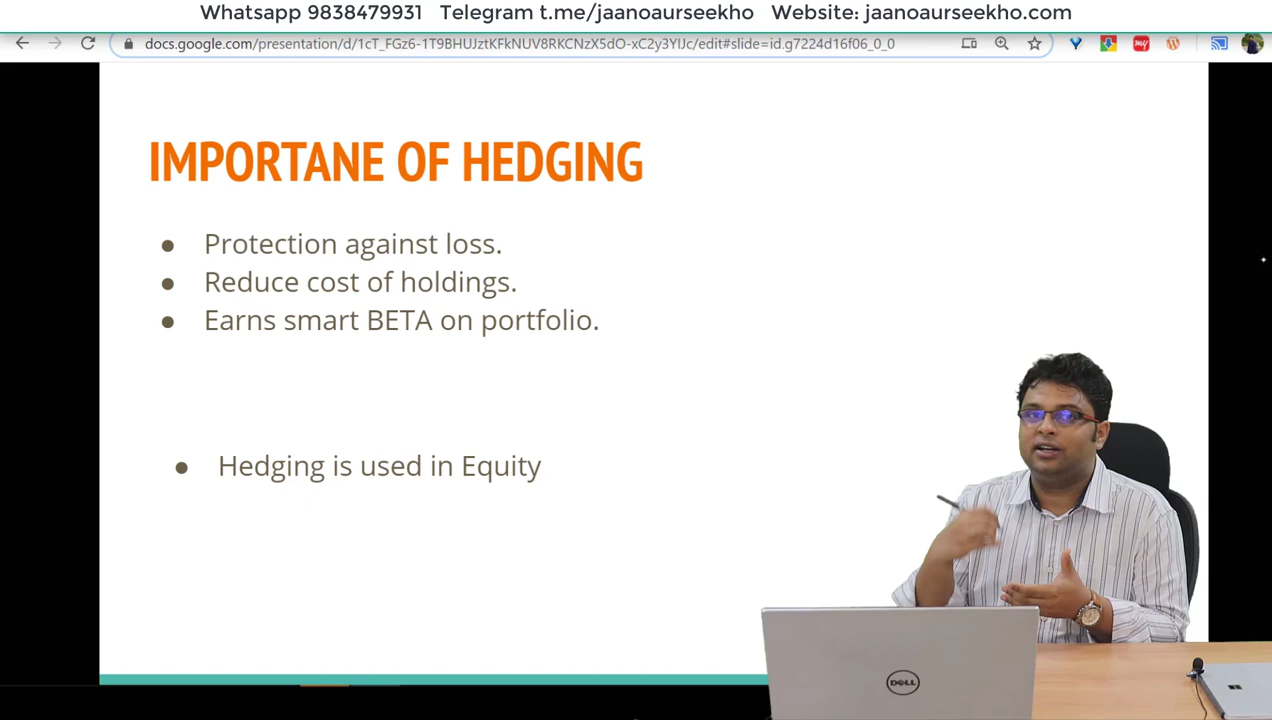 Whatsapp 9838479931 Telegram t.me/jaanoaurseekho Website: jaanoaurseekho.com
docs.google.com/presentation/d/1cT_FGz6-1T9BHUJztKFkNUV8RKCNzX5dO-xC2y3YlJc/edit#slide=id.g7224d16f06_0_0
my
IMPORTANE OF HEDGING
● Protection against loss.
● Reduce cost of holdings.
● Earns smart BETA on portfolio.
● Hedging is used in Equity
DELL